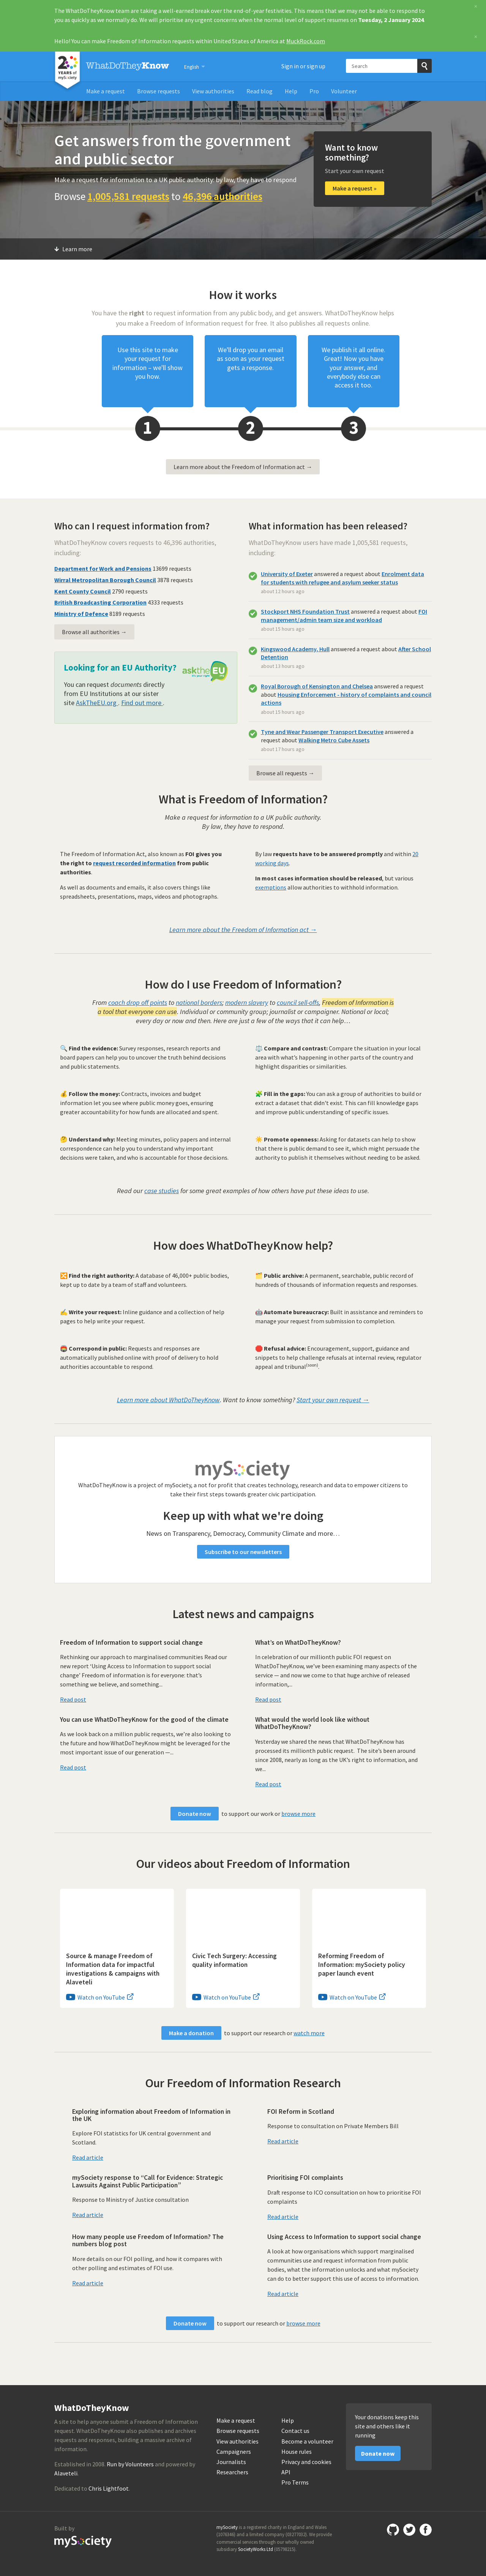 The WhatDoTheyKnow team are taking a well-earned break over the end-of-year festivities. This means that we may not be able to respond to
you as quickly as we normally do. We will prioritise any urgent concerns when the normal level of support resumes on Tuesday, 2 January 2024.
×
Hello! You can make Freedom of Information requests within United States of America at MuckRock.com
×
20
YEARS
of mySociety
WhatDoTheyKnow
English
Sign in or sign up
Search
Make a request
Browse requests
View authorities
Read blog
Help
Pro
Volunteer
Get answers from the government
and public sector
Make a request for information to a UK public authority: by law, they have to respond
Browse 1,005,581 requests to 46,396 authorities
Want to know
something?
Start your own request
Make a request »
Learn more
How it works
You have the right to request information from any public body, and get answers. WhatDoTheyKnow helps
you make a Freedom of Information request for free. It also publishes all requests online.
Use this site to make
your request for
information – we'll show
you how.
We'll drop you an email
as soon as your request
gets a response.
We publish it all online.
Great! Now you have
your answer, and
everybody else can
access it too.
1
2
3
Learn more about the Freedom of Information act →
Who can I request information from?
WhatDoTheyKnow covers requests to 46,396 authorities,
including:
Department for Work and Pensions 13699 requests
Wirral Metropolitan Borough Council 3878 requests
Kent County Council 2790 requests
British Broadcasting Corporation 4333 requests
Ministry of Defence 8189 requests
Browse all authorities →
Looking for an EU Authority?
You can request documents directly
from EU Institutions at our sister
site AskTheEU.org . Find out more .
ask the EU
What information has been released?
WhatDoTheyKnow users have made 1,005,581 requests,
including:
University of Exeter answered a request about Enrolment data
for students with refugee and asylum seeker status
about 12 hours ago
Stockport NHS Foundation Trust answered a request about FOI
management/admin team size and workload
about 13 hours ago
Kingswood Academy, Hull answered a request about After School
Detention
about 13 hours ago
Royal Borough of Kensington and Chelsea answered a request
about Housing Enforcement - history of complaints and council
actions
about 15 hours ago
Tyne and Wear Passenger Transport Executive answered a
request about Walking Metro Cube Assets
about 17 hours ago
Browse all requests →
What is Freedom of Information?
Make a request for information to a UK public authority.
By law, they have to respond.
The Freedom of Information Act, also known as FOI gives you
the right to request recorded information from public
authorities.
As well as documents and emails, it also covers things like
spreadsheets, presentations, maps, videos and photographs.
By law requests have to be answered promptly and within 20
working days.
In most cases information should be released, but various
exemptions allow authorities to withhold information.
Learn more about the Freedom of Information act →
How do I use Freedom of Information?
From coach drop off points to national borders; modern slavery to council sell-offs, Freedom of Information is
a tool that everyone can use. Individual or community group; journalist or campaigner. National or local;
every day or now and then. Here are just a few of the ways that it can help…
🔍 Find the evidence: Survey responses, research reports and
board papers can help you to uncover the truth behind decisions
and public statements.
⚖️ Compare and contrast: Compare the situation in your local
area with what's happening in other parts of the country and
highlight disparities or similarities.
💰 Follow the money: Contracts, invoices and budget
information let you see where public money goes, ensuring
greater accountability for how funds are allocated and spent.
🧩 Fill in the gaps: You can ask a group of authorities to build or
extract a dataset that didn't exist. This can fill knowledge gaps
and improve public understanding of specific issues.
🤔 Understand why: Meeting minutes, policy papers and internal
correspondence can help you to understand why important
decisions were taken, and who is accountable for those decisions.
☀️ Promote openness: Asking for datasets can help to show
that there is public demand to see it, which might persuade the
authority to publish it themselves without needing to be asked.
Read our case studies for some great examples of how others have put these ideas to use.
How does WhatDoTheyKnow help?
🔀 Find the right authority: A database of 46,000+ public bodies,
kept up to date by a team of staff and volunteers.
🗂️ Public archive: A permanent, searchable, public record of
hundreds of thousands of information requests and responses.
✍️ Write your request: Inline guidance and a collection of help
pages to help write your request.
🤖 Automate bureaucracy: Built in assistance and reminders to
manage your request from submission to completion.
📯 Correspond in public: Requests and responses are
automatically published online with proof of delivery to hold
authorities accountable to respond.
🛑 Refusal advice: Encouragement, support, guidance and
snippets to help challenge refusals at internal review, regulator
appeal and tribunal
Learn more about WhatDoTheyKnow. Want to know something? Start your own request →
mySociety
WhatDoTheyKnow is a project of mySociety, a not for profit that creates technology, research and data to empower citizens to
take their first steps towards greater civic participation.
Keep up with what we're doing
News on Transparency, Democracy, Community Climate and more…
Subscribe to our newsletters
Latest news and campaigns
Freedom of Information to support social change
Rethinking our approach to marginalised communities Read our
new report ‘Using Access to Information to support social
change’ Freedom of information is for everyone: that’s
something we believe, and something...
Read post
What’s on WhatDoTheyKnow?
In celebration of our millionth public FOI request on
WhatDoTheyKnow, we’ve been examining many aspects of the
service — and now we come to that huge archive of released
information,...
Read post
You can use WhatDoTheyKnow for the good of the climate
As we look back on a million public requests, we’re also looking to
the future and how WhatDoTheyKnow might be leveraged for the
most important issue of our generation —...
Read post
What would the world look like without
WhatDoTheyKnow?
Yesterday we shared the news that WhatDoTheyKnow has
processed its millionth public request. The site’s been around
since 2008, nearly as long as the UK’s right to information, and
we...
Read post
Donate now to support our work or browse more
Our videos about Freedom of Information
Source & manage Freedom of
Information data for impactful
investigations & campaigns with
Alaveteli
Watch on YouTube
Civic Tech Surgery: Accessing
quality information
Watch on YouTube
Reforming Freedom of
Information: mySociety policy
paper launch event
Watch on YouTube
Make a donation to support our research or watch more
Our Freedom of Information Research
Exploring information about Freedom of Information in
the UK
Explore FOI statistics for UK central government and
Scotland.
Read article
FOI Reform in Scotland
Response to consultation on Private Members Bill
Read article
mySociety response to “Call for Evidence: Strategic
Lawsuits Against Public Participation”
Response to Ministry of Justice consultation
Read article
Prioritising FOI complaints
Draft response to ICO consultation on how to prioritise FOI
complaints
Read article
How many people use Freedom of Information? The
numbers blog post
More details on our FOI polling, and how it compares with
other polling and estimates of FOI use.
Read article
Using Access to Information to support social change
A look at how organisations which support marginalised
communities use and request information from public
bodies, what the information unlocks and what mySociety
can do to better support this use of access to information.
Read article
Donate now to support our research or browse more
WhatDoTheyKnow
A site to help anyone submit a Freedom of Information
request. WhatDoTheyKnow also publishes and archives
requests and responses, building a massive archive of
information.
Established in 2008. Run by Volunteers and powered by
Alaveteli
Dedicated to Chris Lightfoot.
Make a request
Browse requests
View authorities
Campaigners
Journalists
Researchers
Help
Contact us
Become a volunteer
House rules
Privacy and cookies
API
Pro Terms
Your donations keep this
site and others like it
running
Donate now
Built by
mySociety
mySociety is a registered charity in England and Wales
(1076346) and a limited company (03277032). We provide
commercial services through our wholly owned
subsidiary SocietyWorks Ltd (05798215).